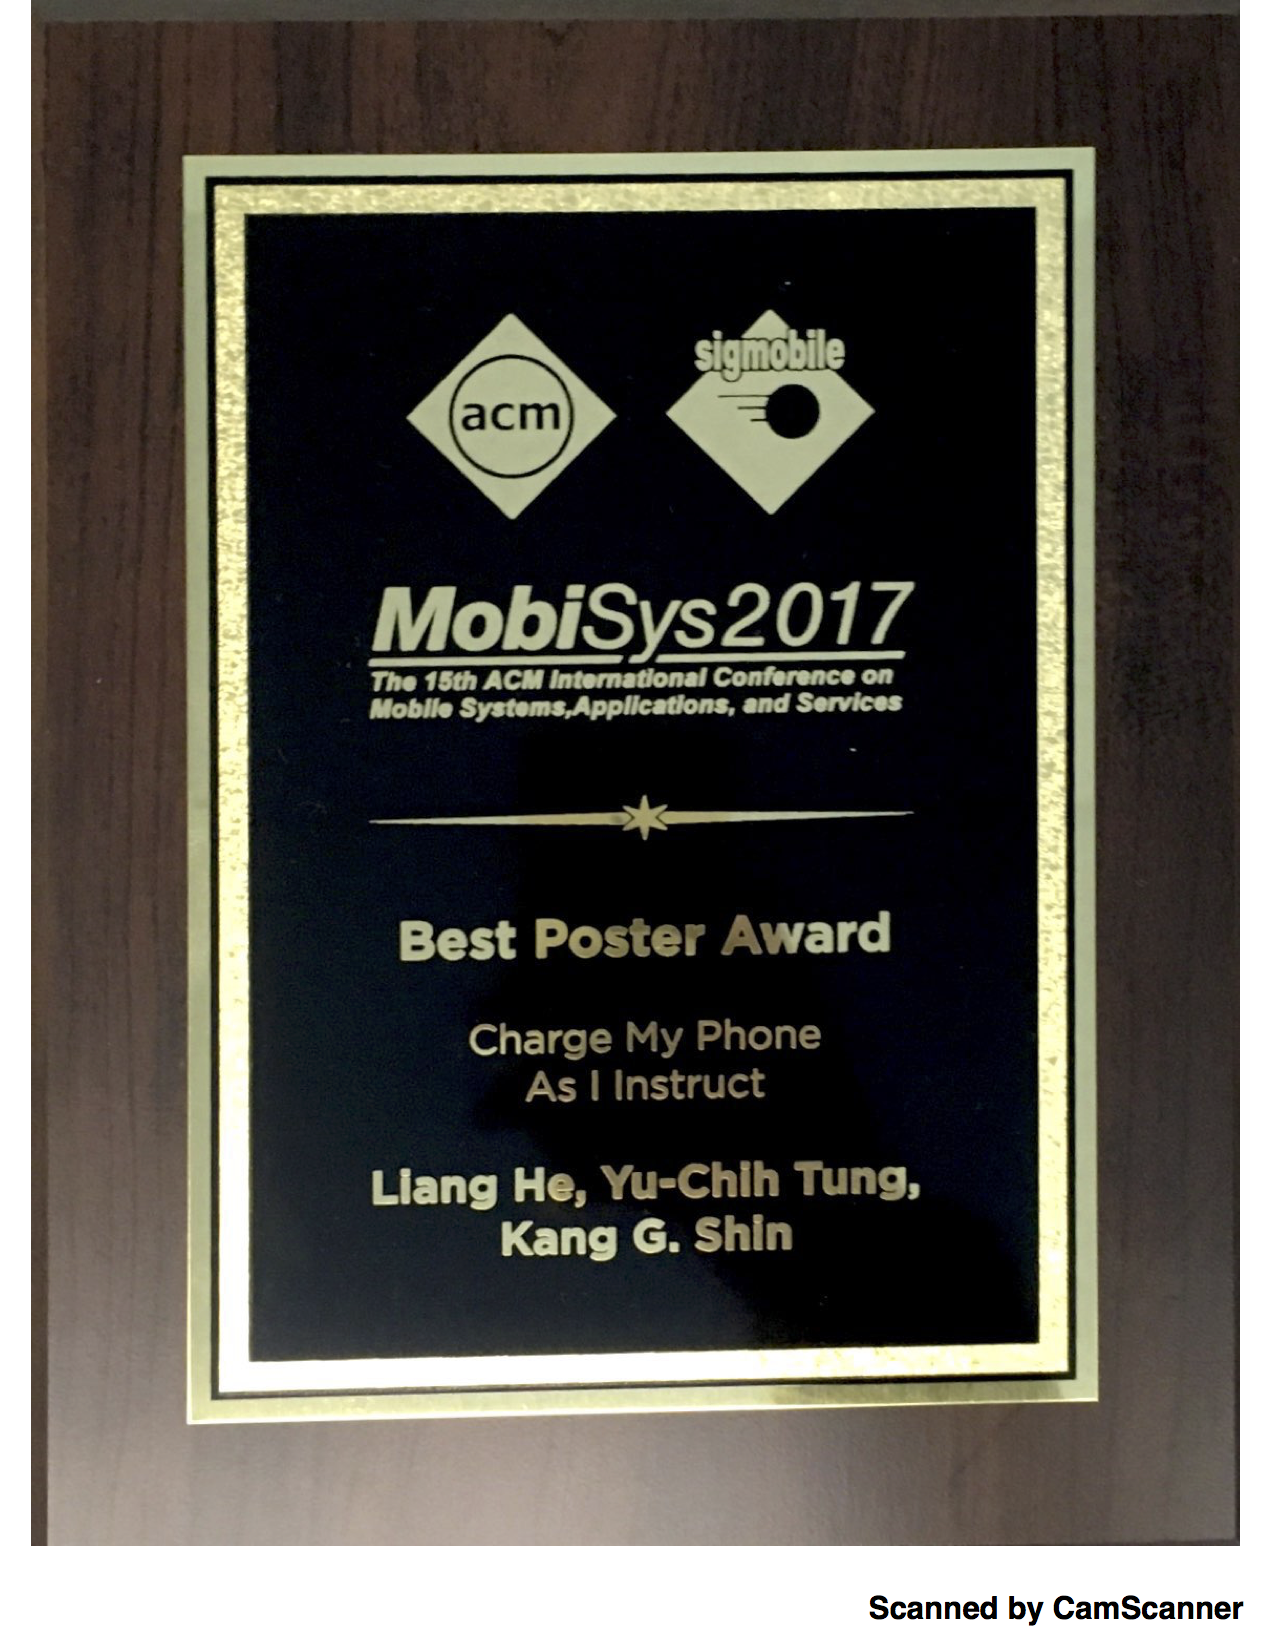 acm
sigmobile
MobiSys2017
The 15th ACM International Conference on
Mobile Systems,Applications, and Services
Best Poster Award
Charge My Phone
As I Instruct
Liang He, Yu-Chih Tung,
Kang G. Shin
Scanned by CamScanner